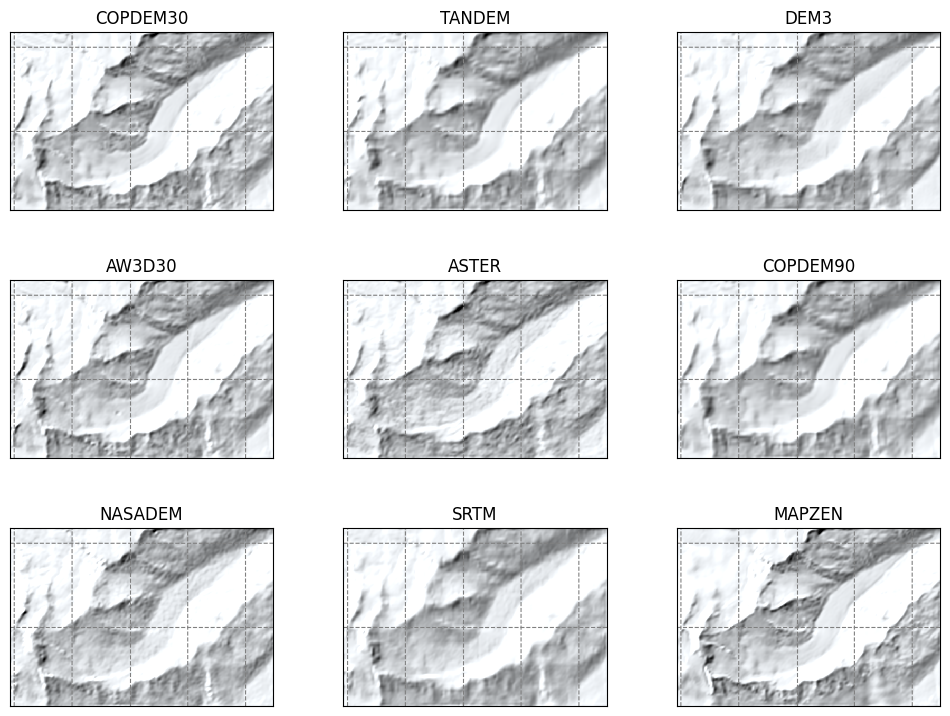 COPDEM30
TANDEM
DEM3
AW3D30
ASTER
COPDEM90
NASADEM
SRTM
MAPZEN